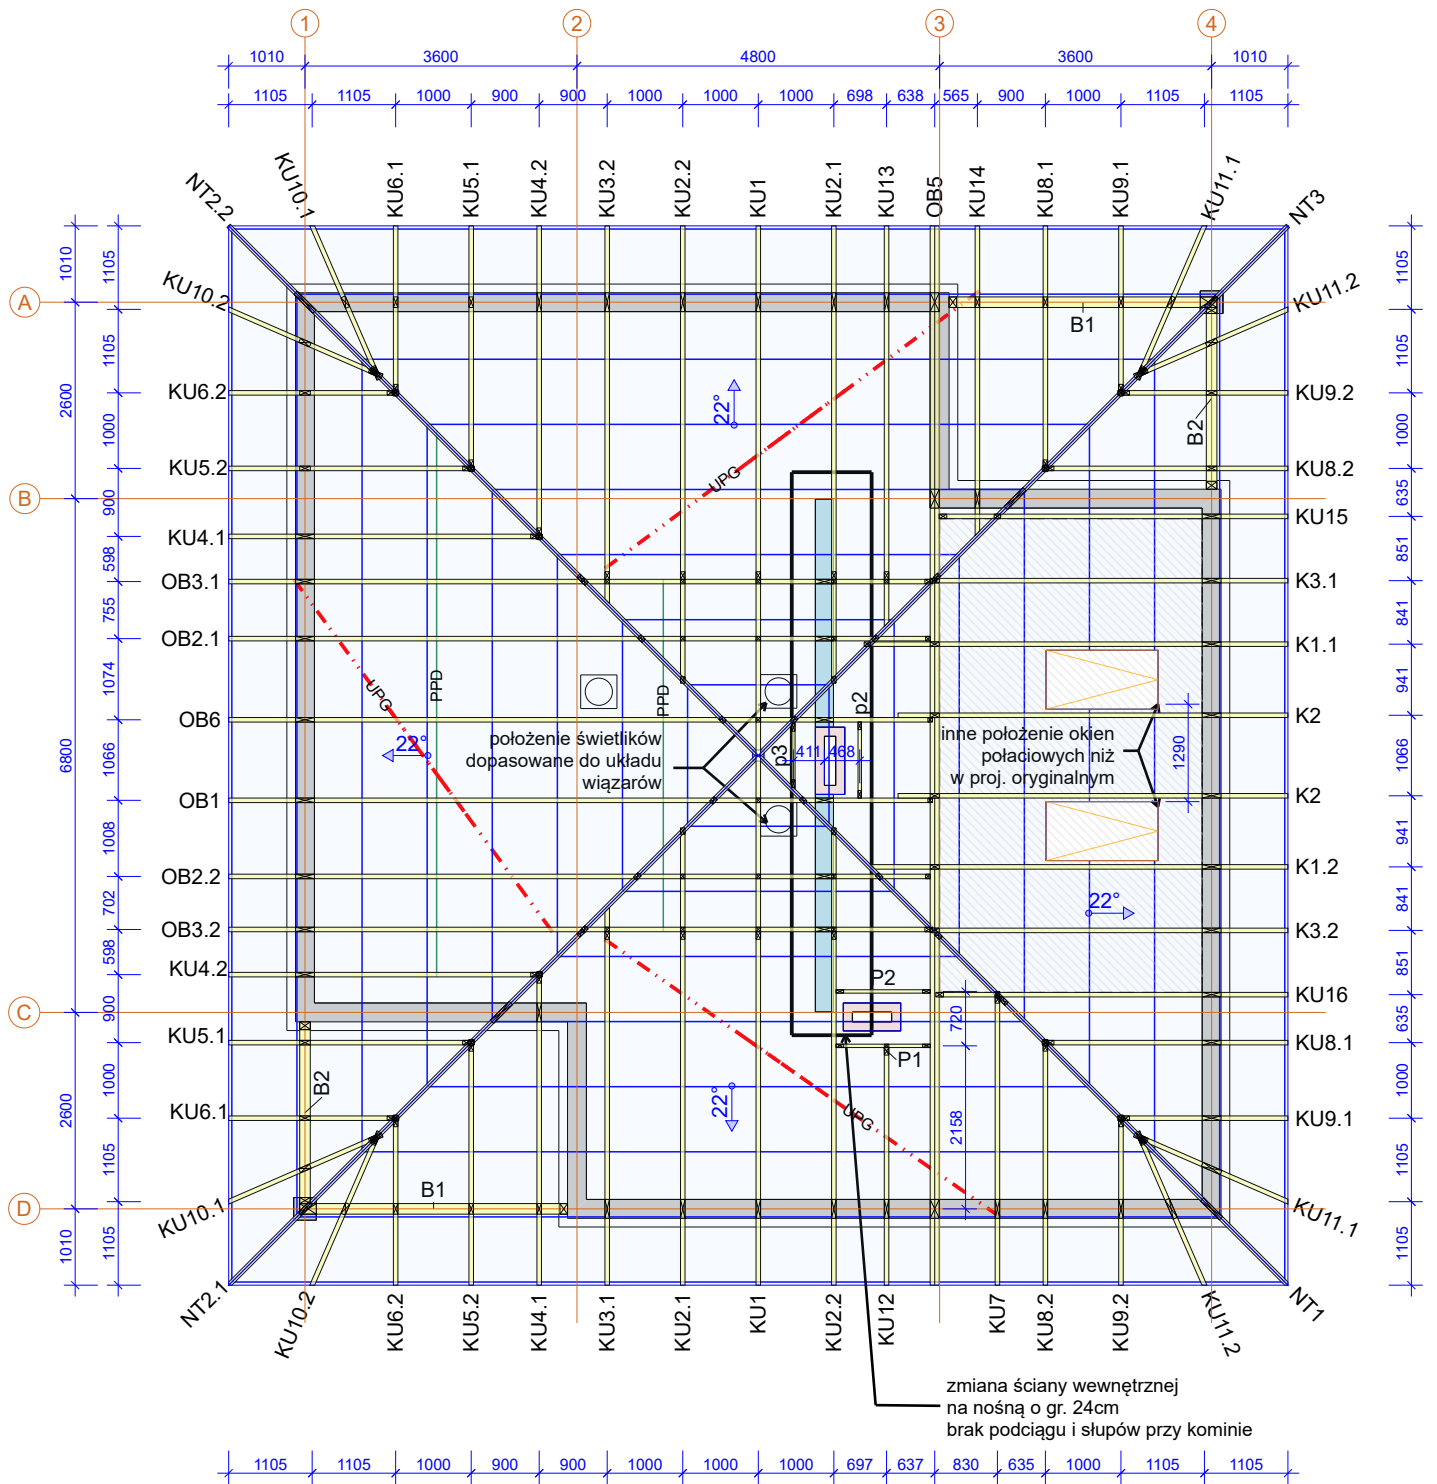 1 2 3 4
1010 3600 4800 3600 1010
1105 1105 1000 900 900 1000 1000 1000 698 638 565 900 1000 1105 1105
NT2.2 KU10.1 KU6.1 KU5.1 KU4.2 KU3.2 KU2.2 KU1 KU2.1 KU13 OB5 KU14 KU8.1 KU9.1 KU11.1 NT3
A
B
C
D
1010
2600
6800
2600
1010
1105
1105
1000
900
598
755
1074
1066
1008
702
598
900
1000
1105
1105
KU10.2
KU6.2
KU5.2
KU4.1
OB3.1
OB2.1
OB6
OB1
OB2.2
OB3.2
KU4.2
KU5.1
KU6.1
KU10.1
B1
B2
22°
UPG
UPG
PPD
PPD
22°
położenie świetlików
dopasowane do układu
wiązarów
p3
411 468
p2
inne położenie okien
połaciowych niż
w proj. oryginalnym
1290
22°
P2
720
P1
2158
22°
UPG
B2
B1
KU11.2
KU9.2
KU8.2
KU15
K3.1
K1.1
K2
K2
K1.2
K3.2
KU16
KU8.1
KU9.1
KU11.1
1105
1105
1000
635
851
841
941
1066
941
841
851
635
1000
1105
1105
NT2.1 KU10.2 KU6.2 KU5.2 KU4.1 KU3.1 KU2.1 KU1 KU2.2 KU12 KU7 KU8.2 KU9.2 KU11.2 NT1
zmiana ściany wewnętrznej
na nośną o gr. 24cm
brak podciągu i słupów przy kominie
1105 1105 1000 900 900 1000 1000 1000 697 637 830 635 1000 1105 1105